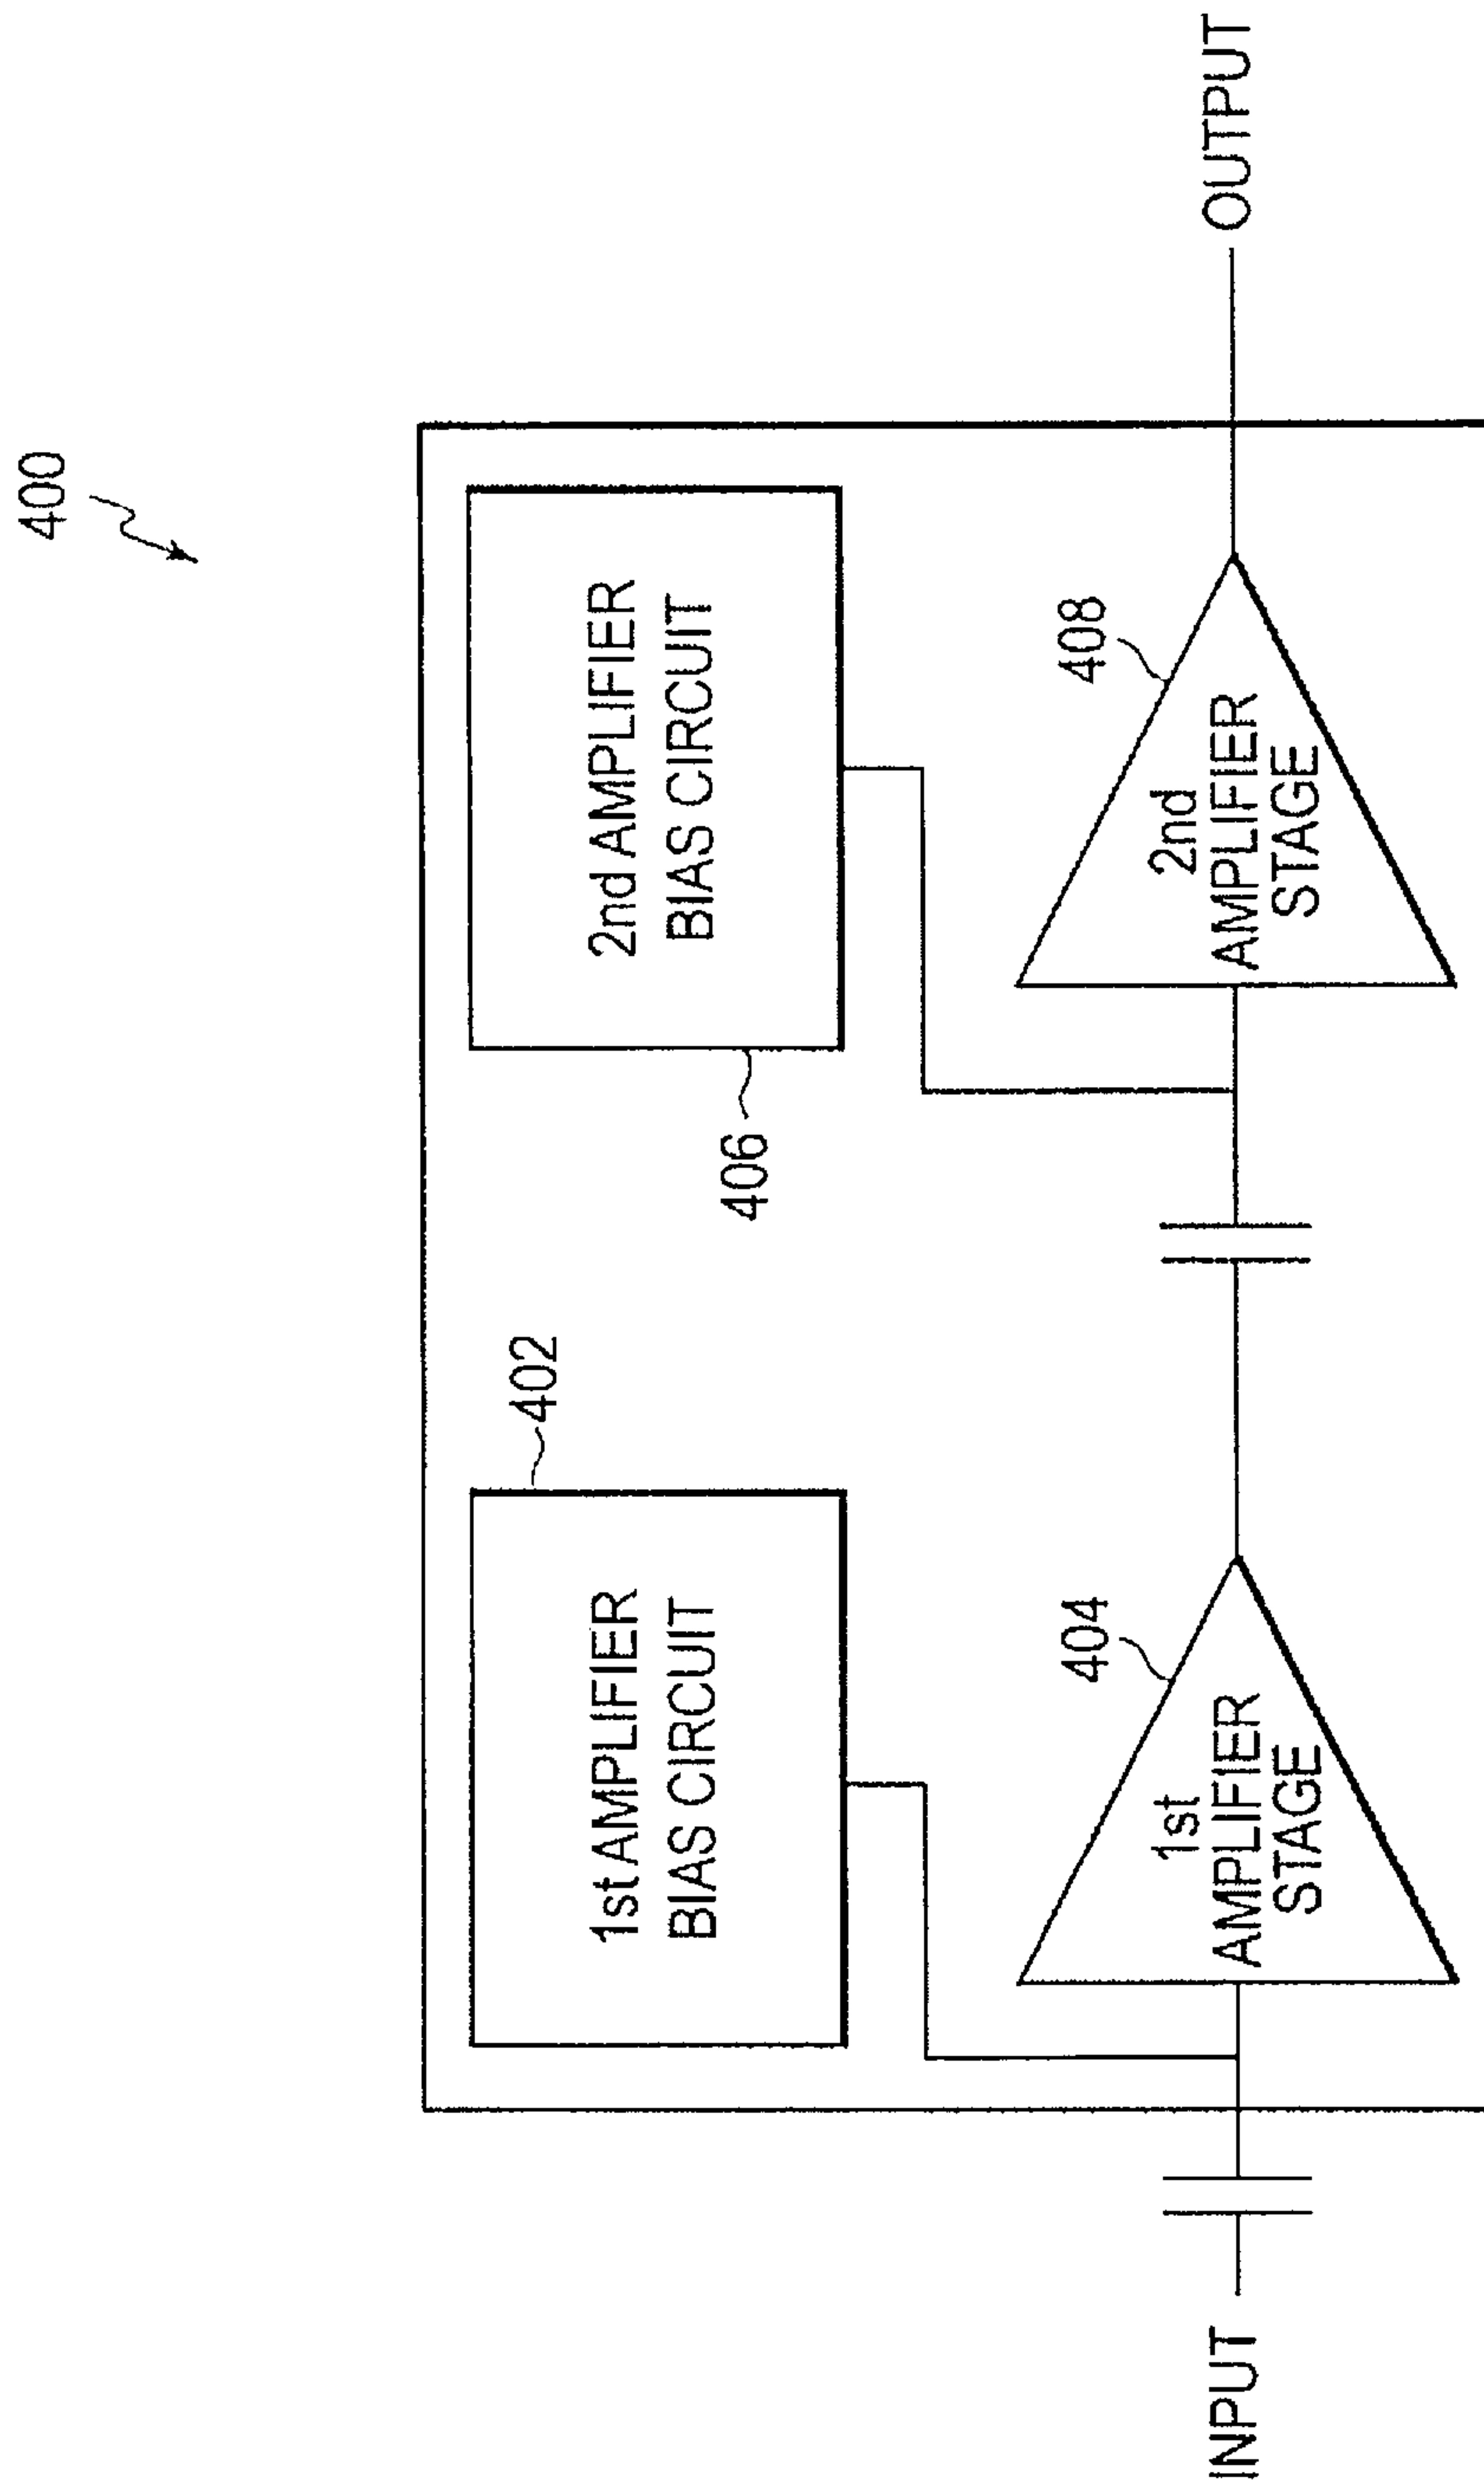 400
1st AMPLIFIER
BIAS CIRCUIT
402
2nd AMPLIFIER
BIAS CIRCUIT
406
404
408
1st
AMPLIFIER
STAGE
2nd
AMPLIFIER
STAGE
INPUT
OUTPUT